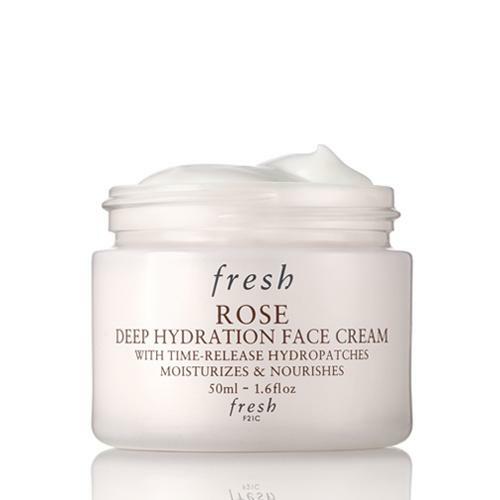 fresh
ROSE
DEEP HYDRATION FACE CREAM
WITH TIME-RELEASE HYDROPATCHES
MOISTURIZES & NOURISHES
50ml - 1.6floz
fresh
F21C